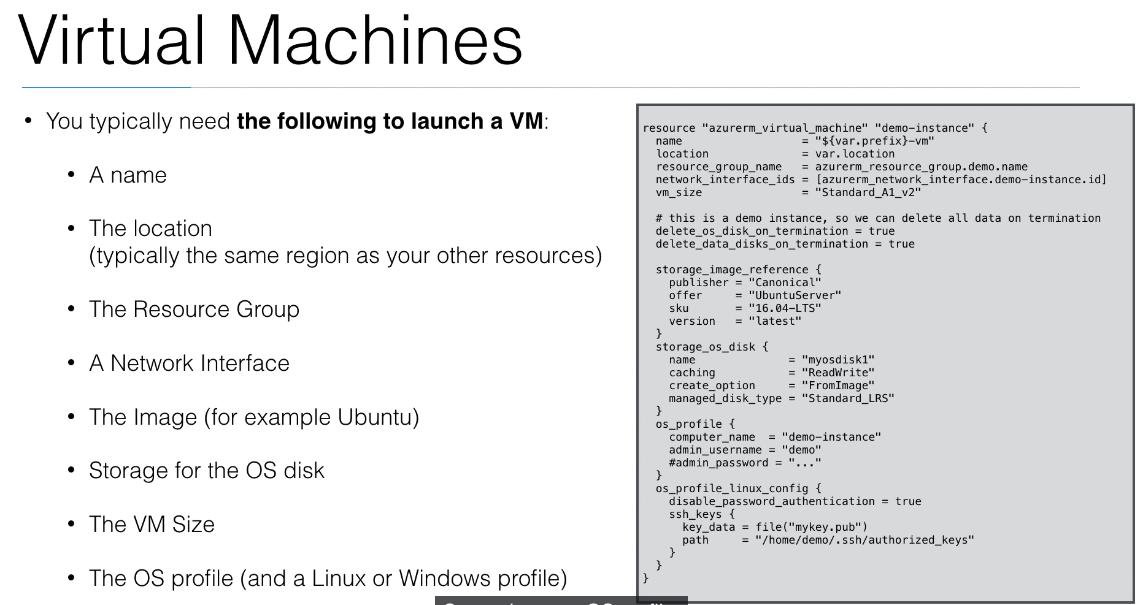 Virtual Machines
• You typically need the following to launch a VM:
• A name
• The location
(typically the same region as your other resources)
• The Resource Group
• A Network Interface
• The Image (for example Ubuntu)
• Storage for the OS disk
• The VM Size
• The OS profile (and a Linux or Windows profile)
resource "azurerm_virtual_machine" "demo-instance" {
  name                  = "${var.prefix}-vm"
  location              = var.location
  resource_group_name   = azurerm_resource_group.demo.name
  network_interface_ids = [azurerm_network_interface.demo-instance.id]
  vm_size               = "Standard_A1_v2"
  # this is a demo instance, so we can delete all data on termination
  delete_os_disk_on_termination = true
  delete_data_disks_on_termination = true
  storage_image_reference {
    publisher = "Canonical"
    offer     = "UbuntuServer"
    sku       = "16.04-LTS"
    version   = "latest"
  }
  storage_os_disk {
    name              = "myosdisk1"
    caching           = "ReadWrite"
    create_option     = "FromImage"
    managed_disk_type = "Standard_LRS"
  }
  os_profile {
    computer_name  = "demo-instance"
    admin_username = "demo"
    #admin_password = "..."
  }
  os_profile_linux_config {
    disable_password_authentication = true
    ssh_keys {
      key_data = file("mykey.pub")
      path     = "/home/demo/.ssh/authorized_keys"
    }
  }
}